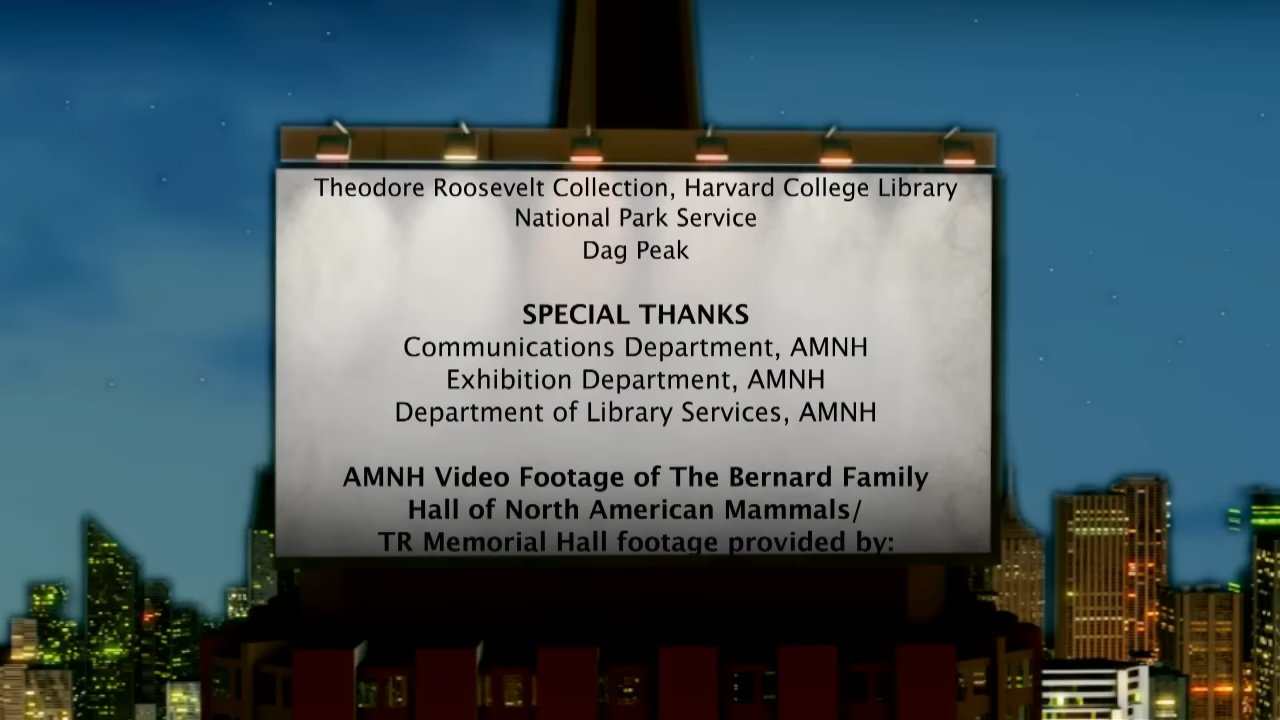 Theodore Roosevelt Collection, Harvard College Library
National Park Service
Dag Peak
SPECIAL THANKS
Communications Department, AMNH
Exhibition Department, AMNH
Department of Library Services, AMNH
AMNH Video Footage of The Bernard Family
Hall of North American Mammals/
TR Memorial Hall footage provided by: